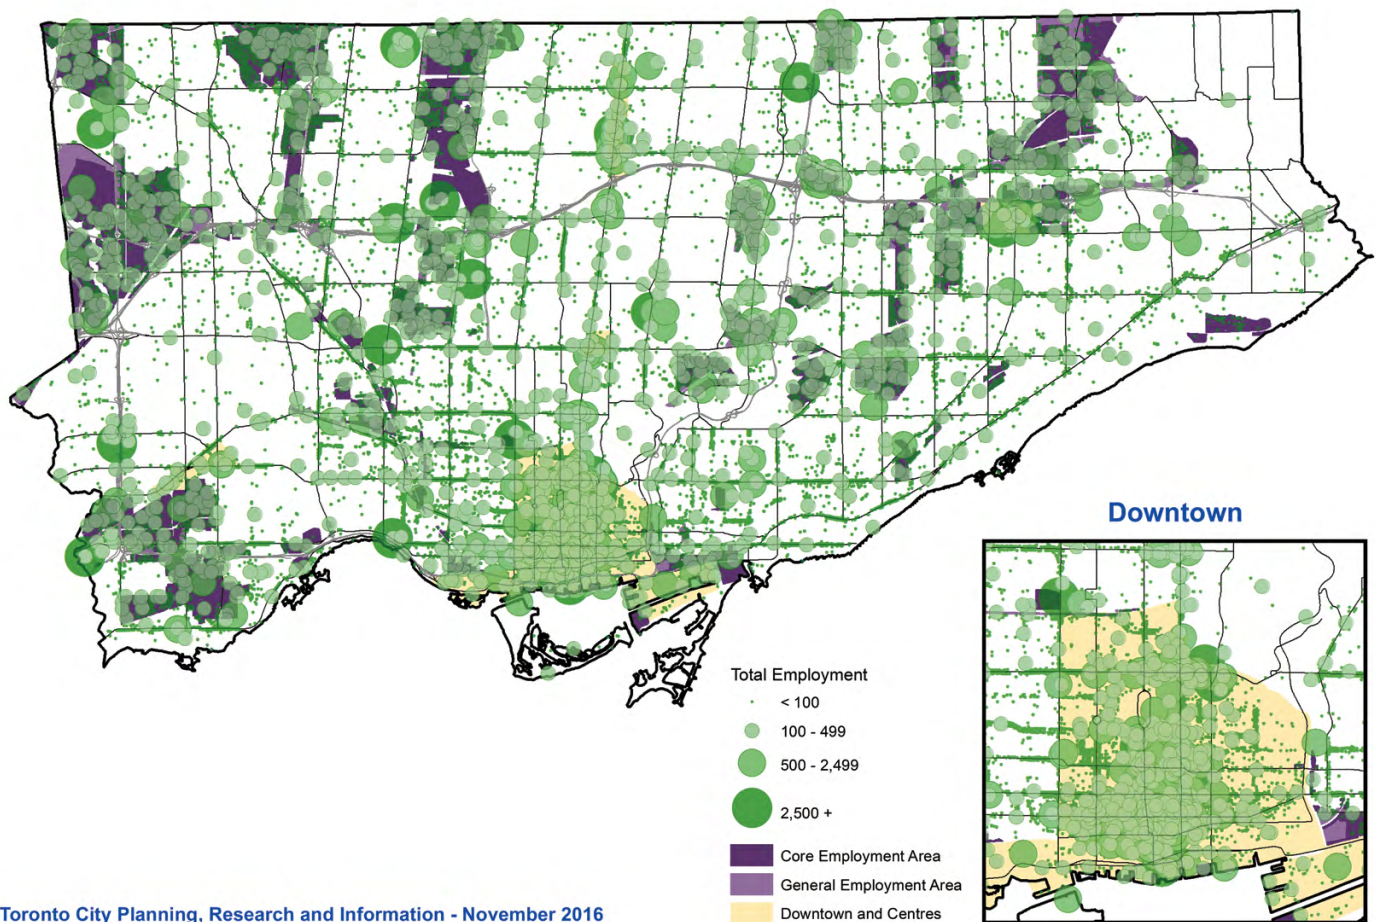 Downtown
Total Employment
< 100
100 - 499
500 - 2,499
2,500 +
Core Employment Area
General Employment Area
Downtown and Centres
Toronto City Planning, Research and Information - November 2016